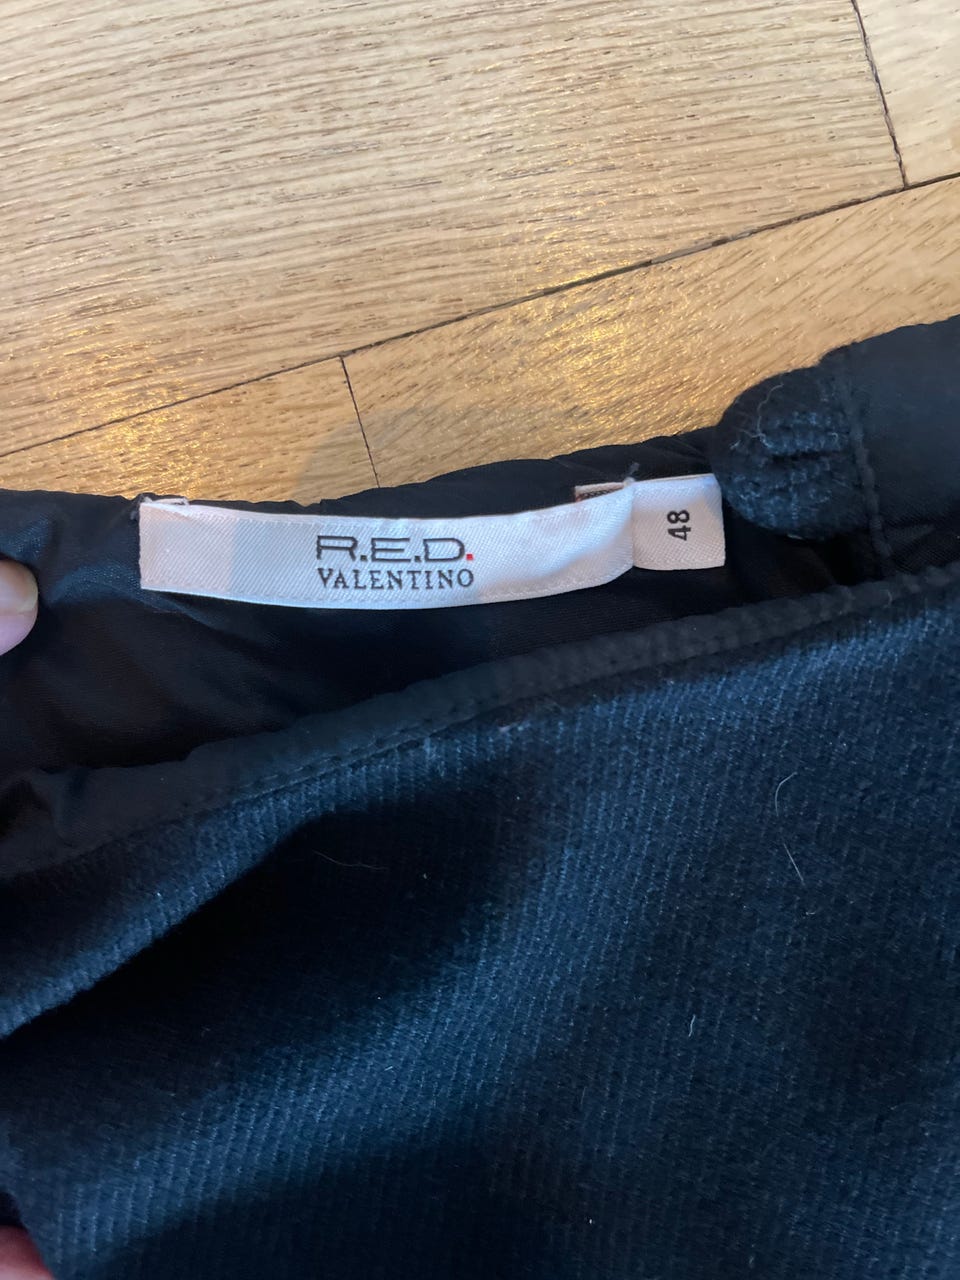 R.E.D.
VALENTINO
48